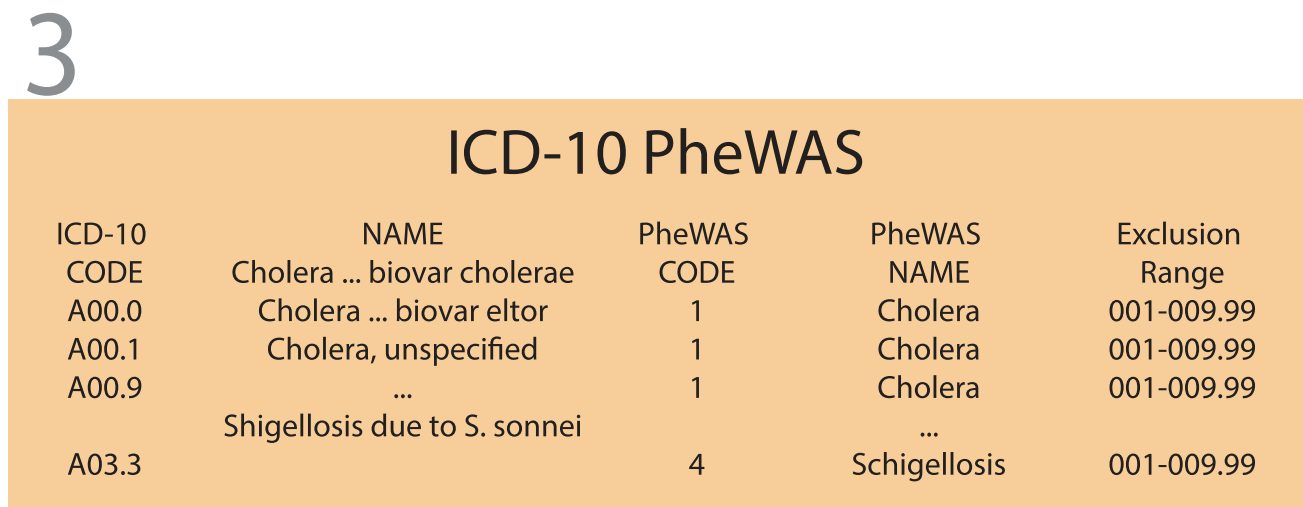 3
ICD-10 PheWAS
ICD-10 NAME PheWAS PheWAS Exclusion
CODE Cholera ... biovar cholerae CODE NAME Range
A00.0 Cholera ... biovar eltor 1 Cholera 001-009.99
A00.1 Cholera, unspecified 1 Cholera 001-009.99
A00.9 ... 1 Cholera 001-009.99
Shigellosis due to S. sonnei ...
A03.3 4 Schigellosis 001-009.99